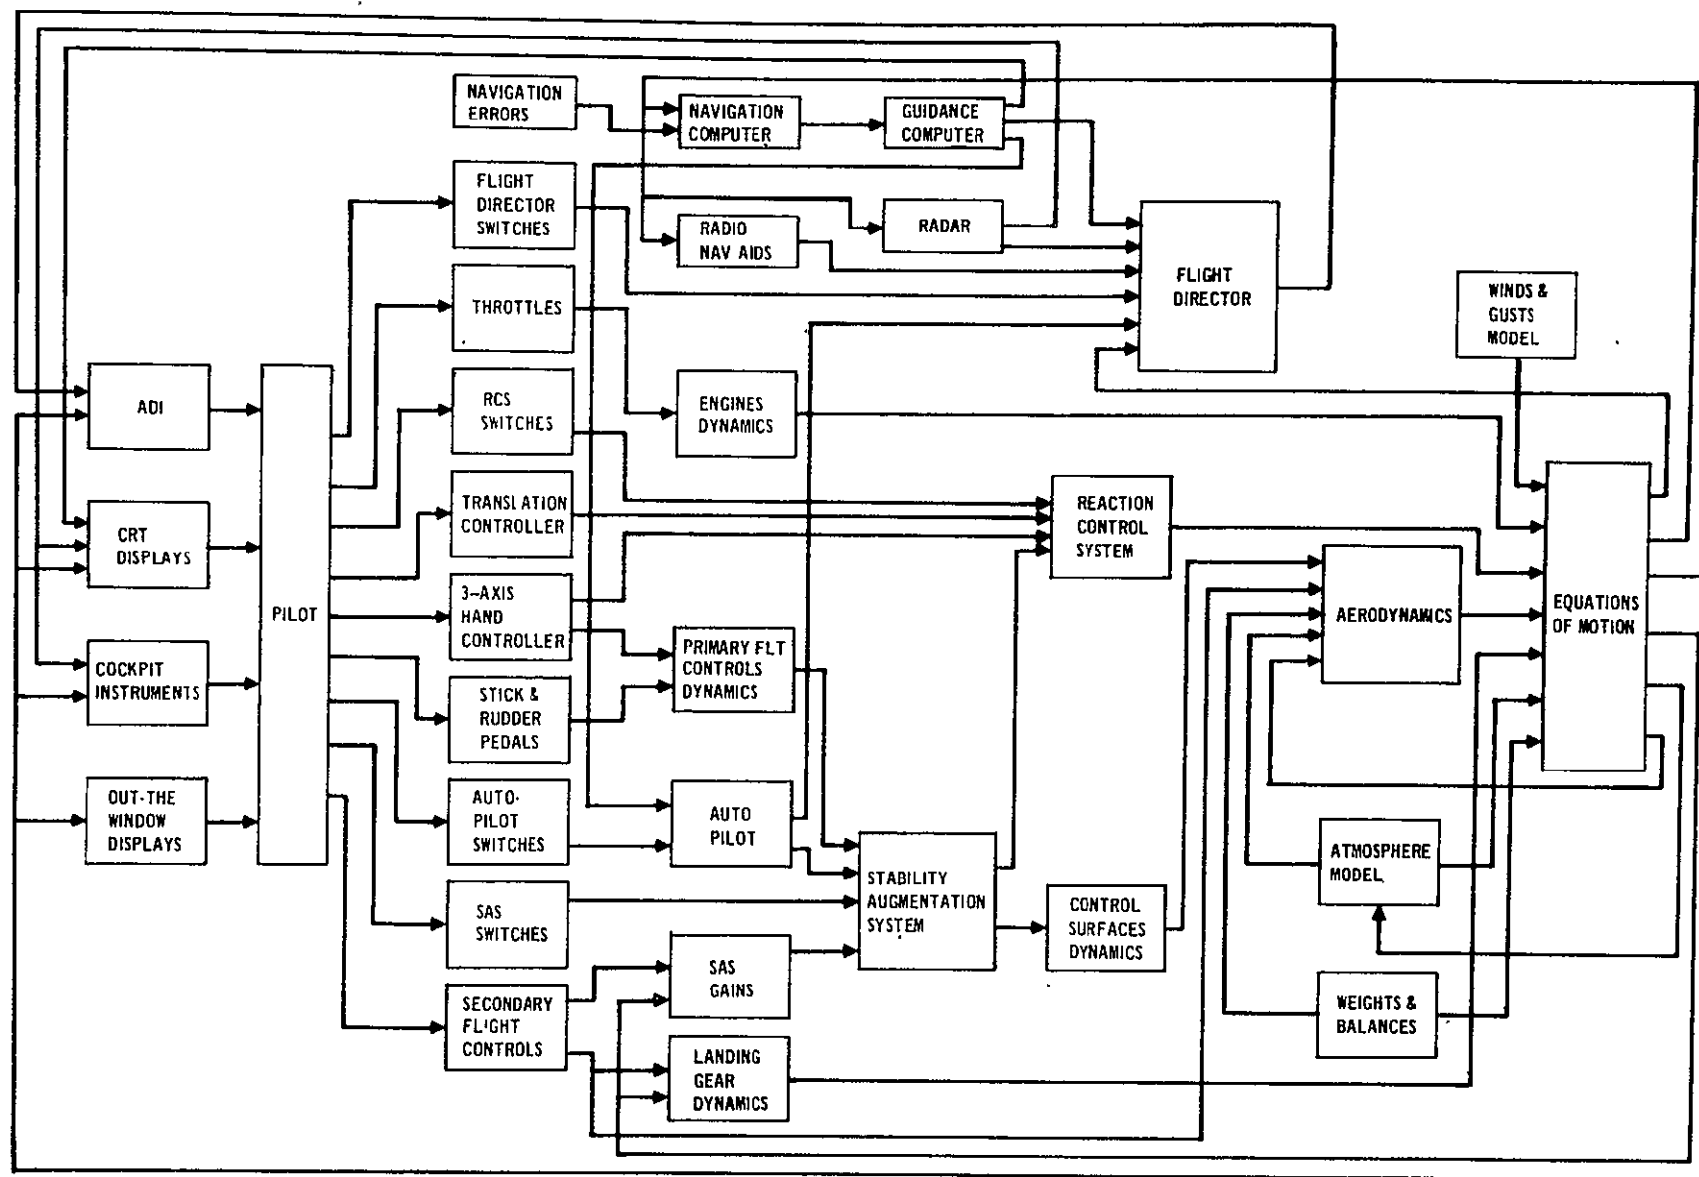 NAVIGATION
ERRORS
NAVIGATION
COMPUTER
GUIDANCE
COMPUTER
FLIGHT
DIRECTOR
SWITCHES
RADIO
NAV AIDS
RADAR
FLIGHT
DIRECTOR
WINDS &
GUSTS
MODEL
THROTTLES
ADI
RCS
SWITCHES
ENGINES
DYNAMICS
CRT
DISPLAYS
TRANSLATION
CONTROLLER
REACTION
CONTROL
SYSTEM
PILOT
3-AXIS
HAND
CONTROLLER
AERODYNAMICS
EQUATIONS
OF MOTION
COCKPIT
INSTRUMENTS
PRIMARY FLT
CONTROLS
DYNAMICS
STICK &
RUDDER
PEDALS
OUT-THE
WINDOW
DISPLAYS
AUTO-
PILOT
SWITCHES
AUTO
PILOT
STABILITY
AUGMENTATION
SYSTEM
ATMOSPHERE
MODEL
SAS
SWITCHES
CONTROL
SURFACES
DYNAMICS
SAS
GAINS
SECONDARY
FLIGHT
CONTROLS
WEIGHTS &
BALANCES
LANDING
GEAR
DYNAMICS